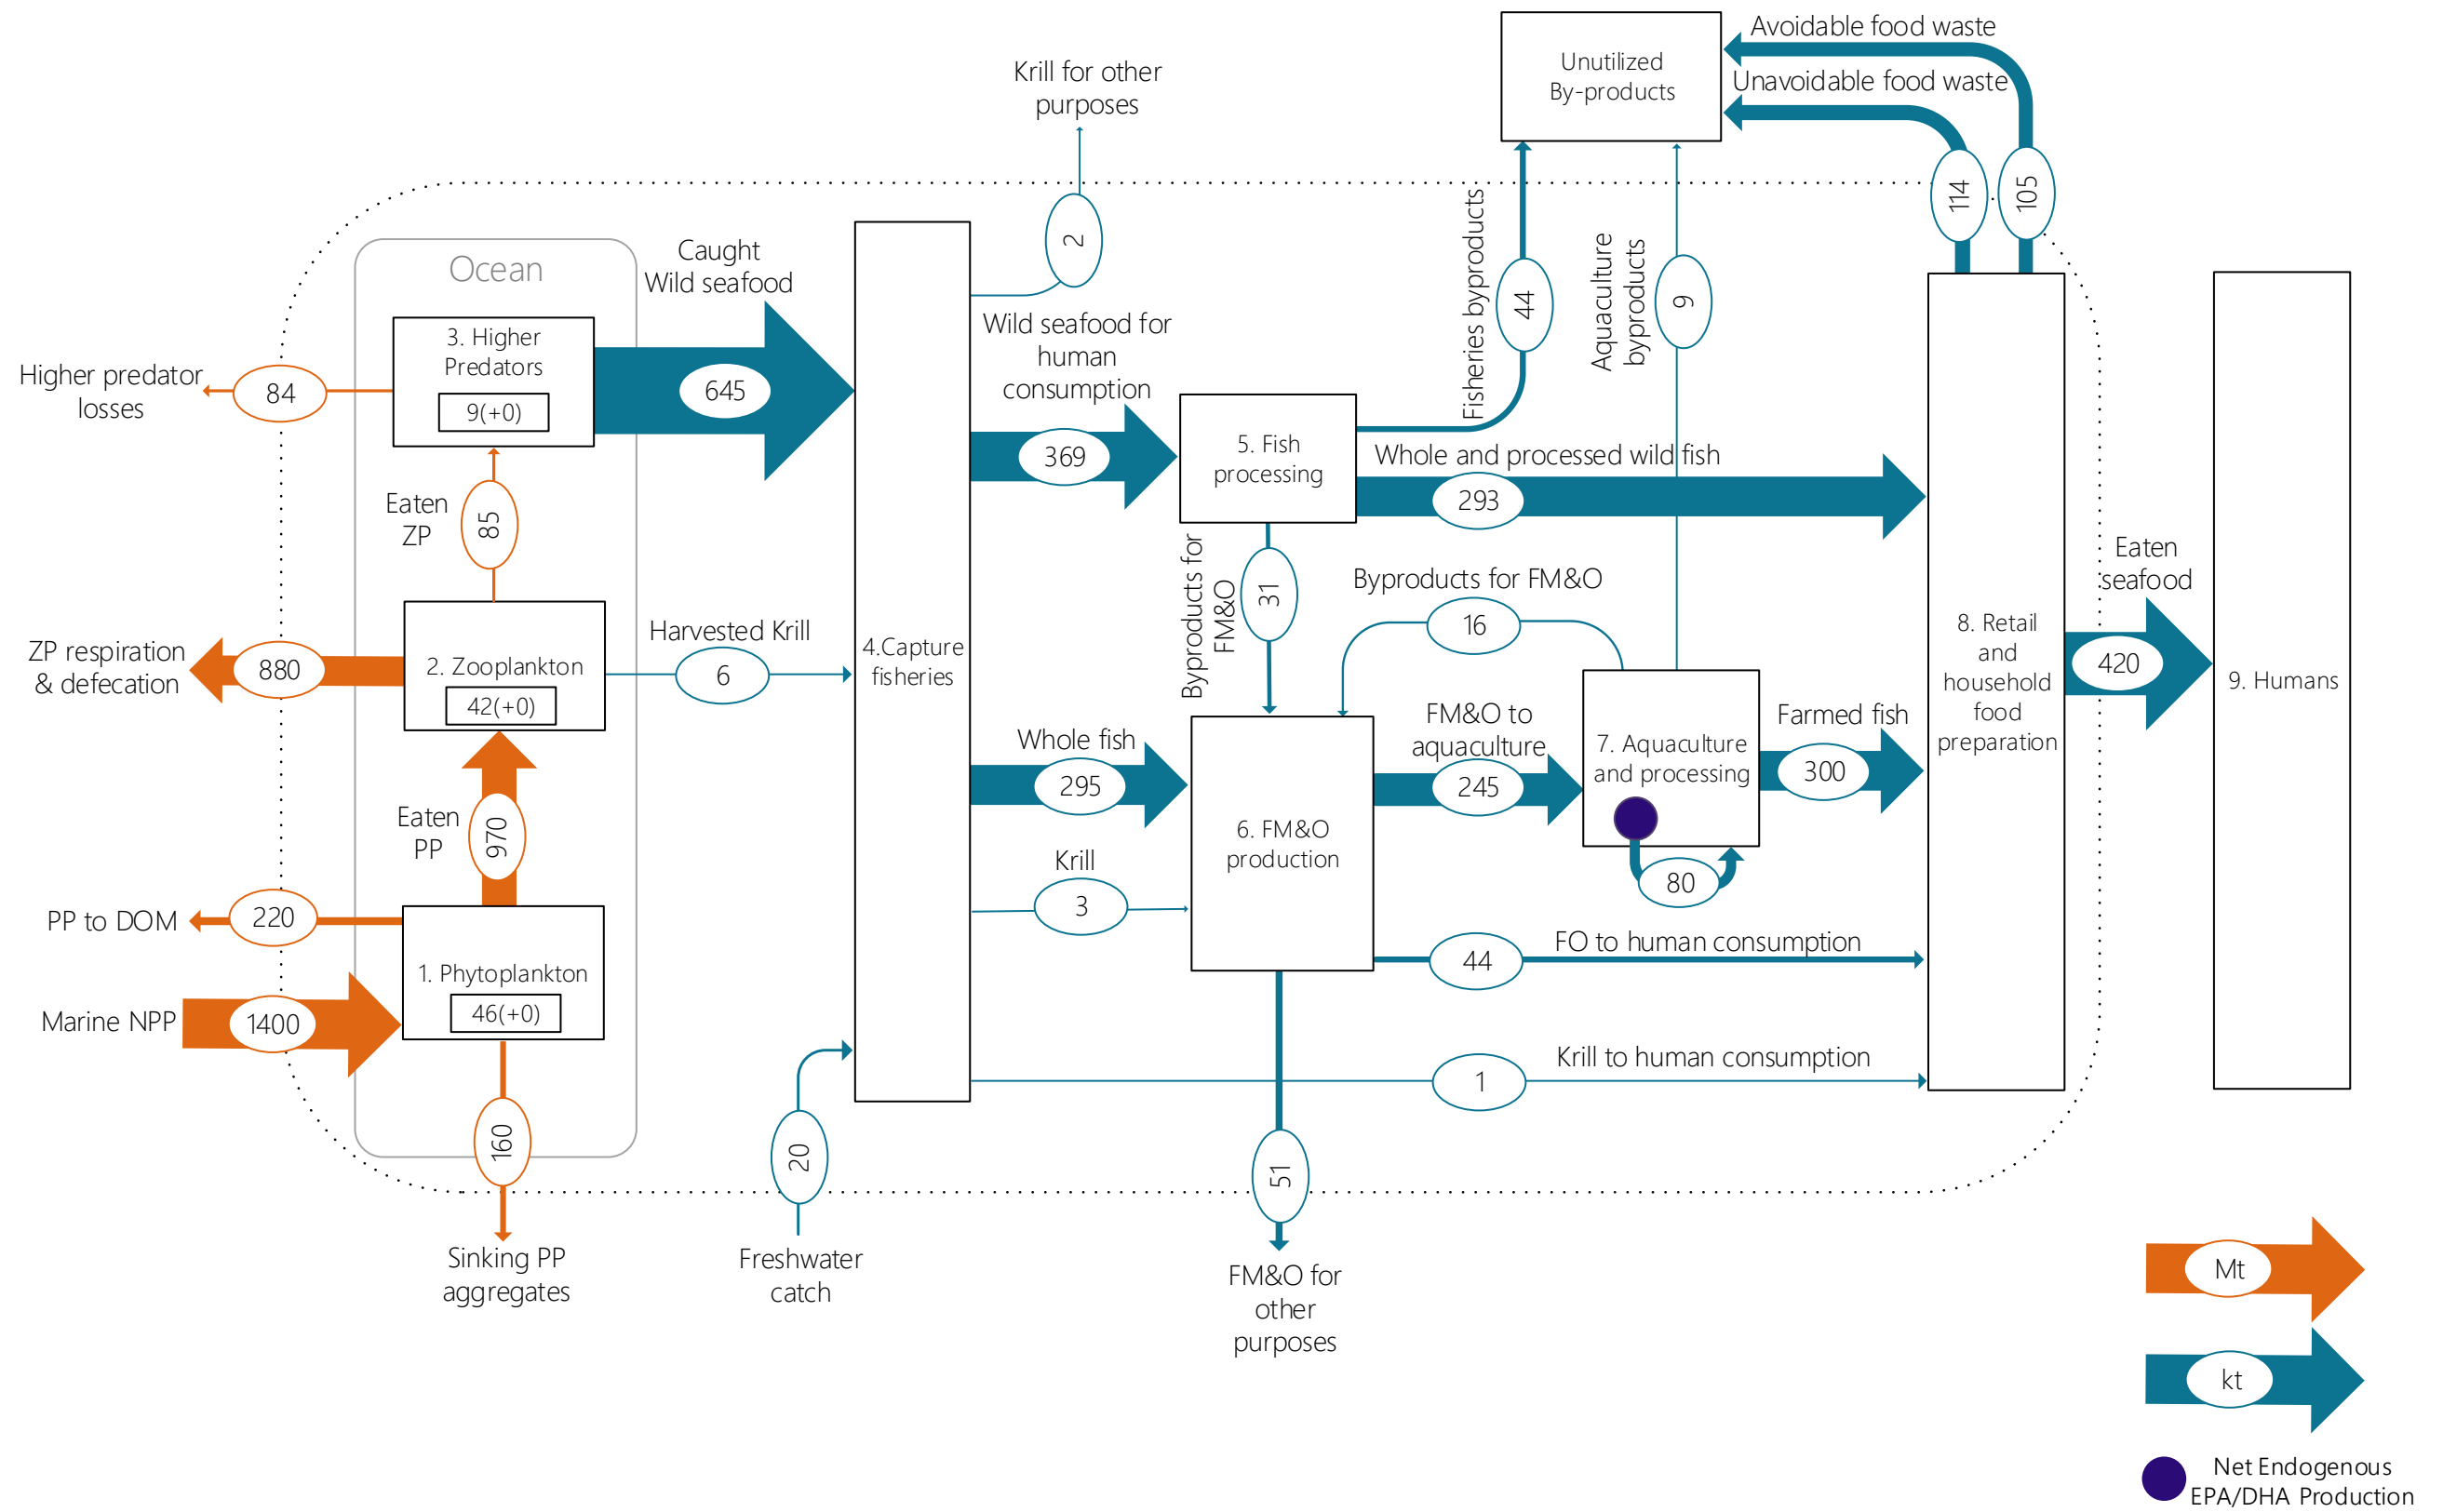 Avoidable food waste
Unavoidable food waste
Unutilized
By-products
Krill for other
purposes
114
105
2
Ocean
Caught
Wild seafood
Fisheries byproducts
44
Aquaculture
byproducts
9
3. Higher
Predators
9(+0)
Higher predator
losses
84
645
Wild seafood for
human
consumption
369
5. Fish
processing
Whole and processed wild fish
293
Eaten
ZP
85
Byproducts for
FM&O
31
Byproducts for FM&O
16
Eaten
seafood
420
ZP respiration
& defecation
880
2. Zooplankton
42(+0)
Harvested Krill
6
4.Capture
fisheries
8. Retail
and
household
food
preparation
9. Humans
Whole fish
295
FM&O to
aquaculture
245
7. Aquaculture
and processing
Farmed fish
300
80
Eaten
PP
970
6. FM&O
production
Krill
3
PP to DOM
220
1. Phytoplankton
46(+0)
44
FO to human consumption
Marine NPP
1400
Krill to human consumption
1
160
20
51
Sinking PP
aggregates
Freshwater
catch
FM&O for
other
purposes
Mt
kt
Net Endogenous
EPA/DHA Production